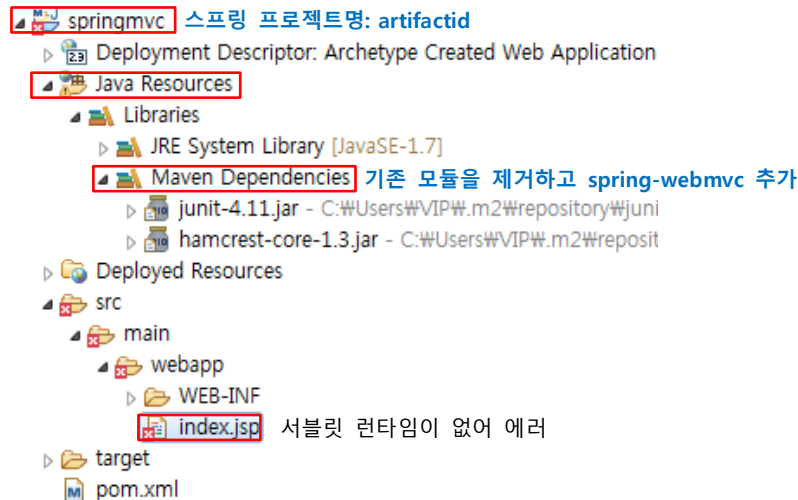 springmvc 스프링 프로젝트명: artifactid
2.3 Deployment Descriptor: Archetype Created Web Application
Java Resources
Libraries
JRE System Library [JavaSE-1.7]
Maven Dependencies 기존 모듈을 제거하고 spring-webmvc 추가
junit-4.11.jar - C:₩Users₩VIP₩.m2₩repository₩juni
hamcrest-core-1.3.jar - C:₩Users₩VIP₩.m2₩reposit
Deployed Resources
src
main
webapp
WEB-INF
index.jsp 서블릿 런타임이 없어 에러
target
pom.xml